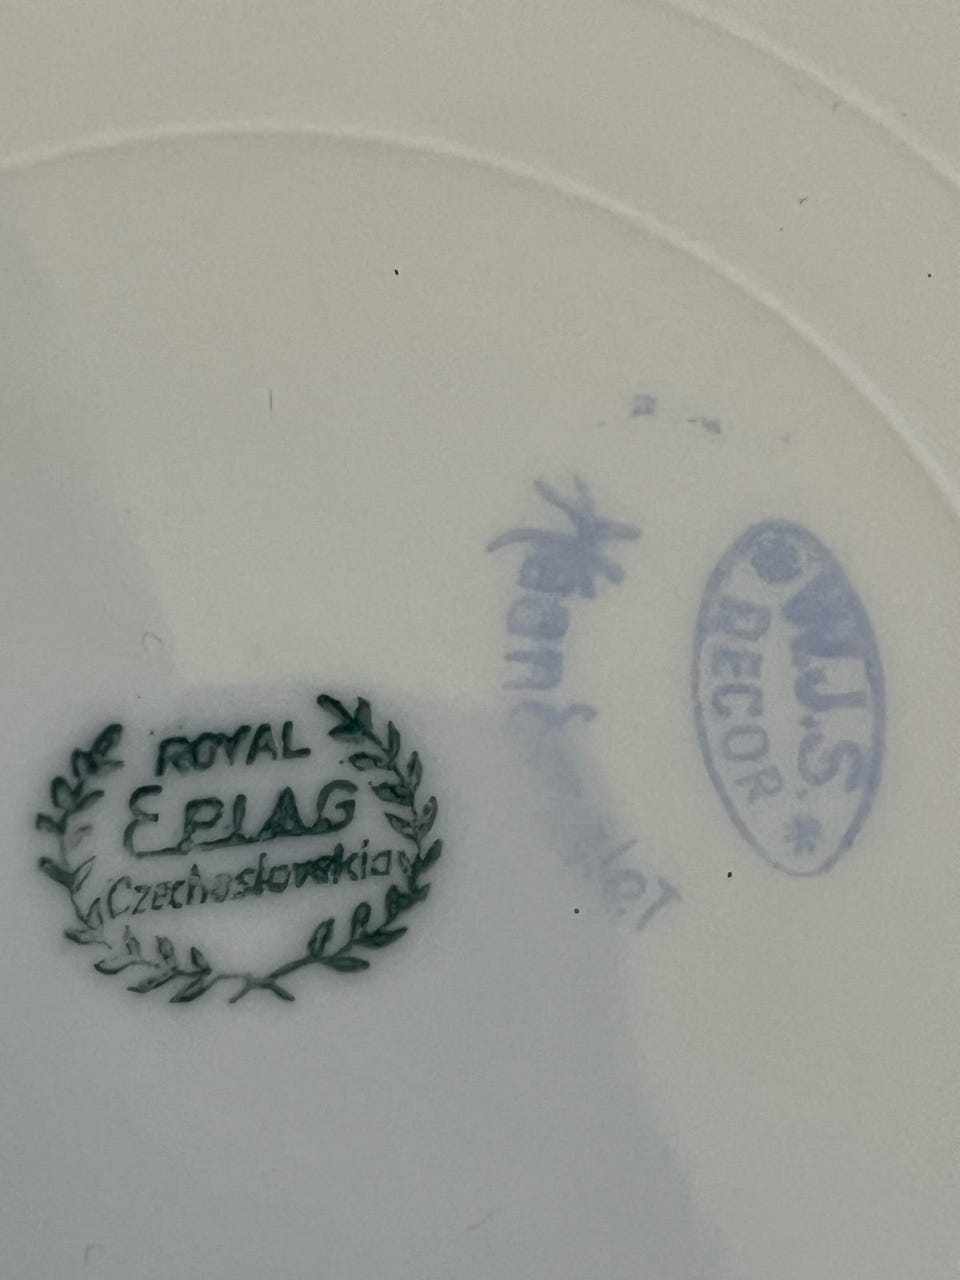 ROYAL
EPIAG
Czechoslovakia
W.J.S.
DECOR